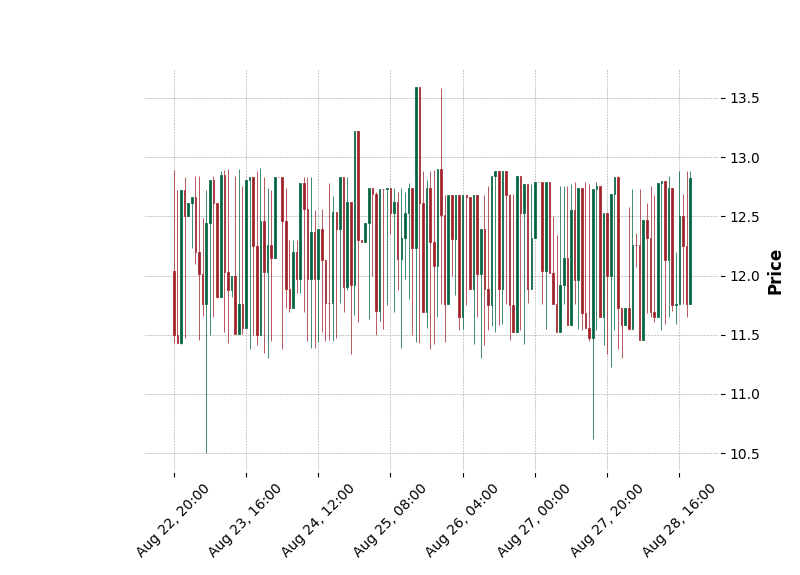 13.5
13.0
12.5
12.0
11.5
11.0
10.5
Price
Aug 22, 20:00
Aug 23, 16:00
Aug 24, 12:00
Aug 25, 08:00
Aug 26, 04:00
Aug 27, 00:00
Aug 27, 20:00
Aug 28, 16:00